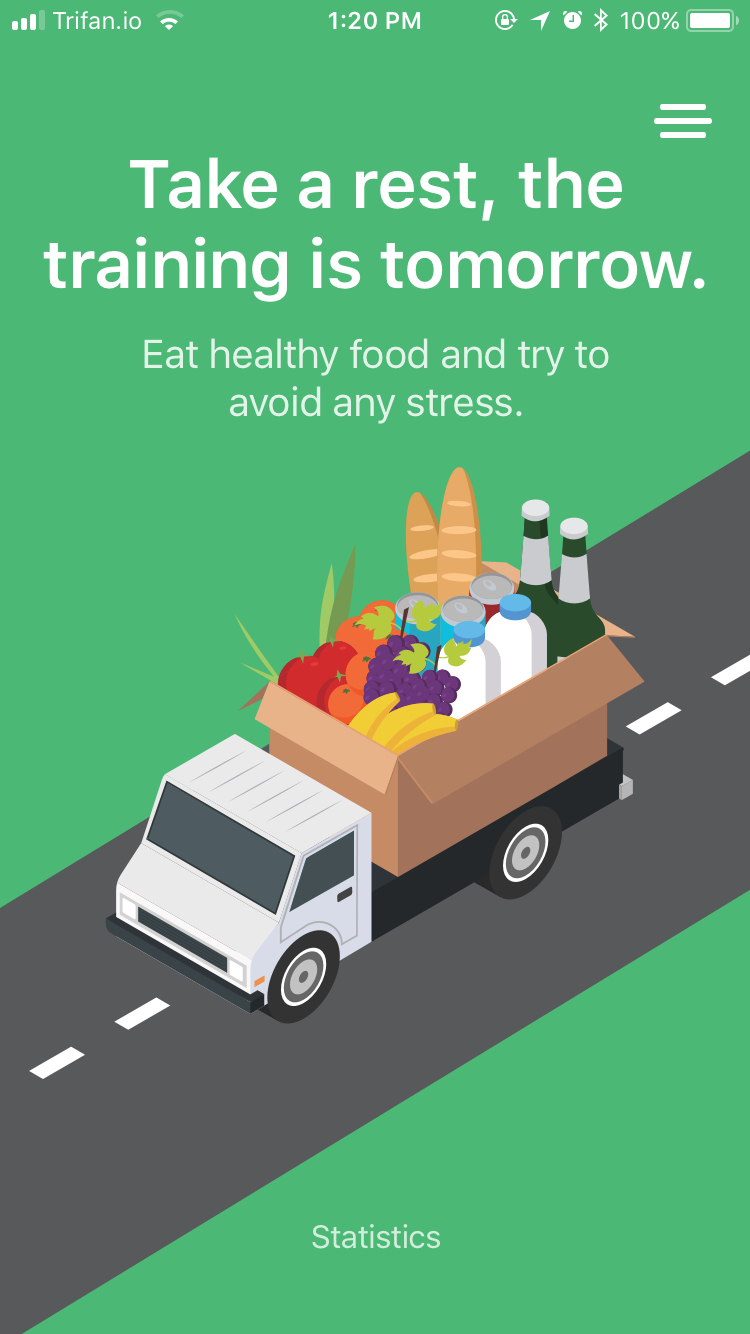 Trifan.io 1:20 PM 100%
Take a rest, the
training is tomorrow.
Eat healthy food and try to
avoid any stress.
Statistics